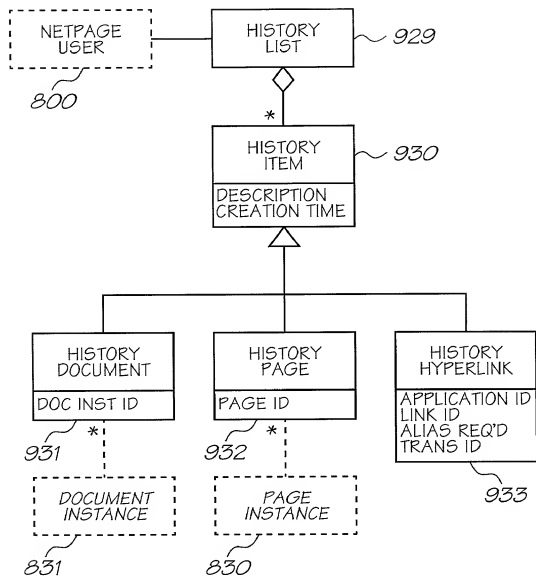 NETPAGE
USER
800
HISTORY
LIST
929
*
HISTORY
ITEM
930
DESCRIPTION
CREATION TIME
HISTORY
DOCUMENT
DOC INST ID
931
*
DOCUMENT
INSTANCE
831
HISTORY
PAGE
PAGE ID
932
*
PAGE
INSTANCE
830
HISTORY
HYPERLINK
APPLICATION ID
LINK ID
ALIAS REQ'D
TRANS ID
933